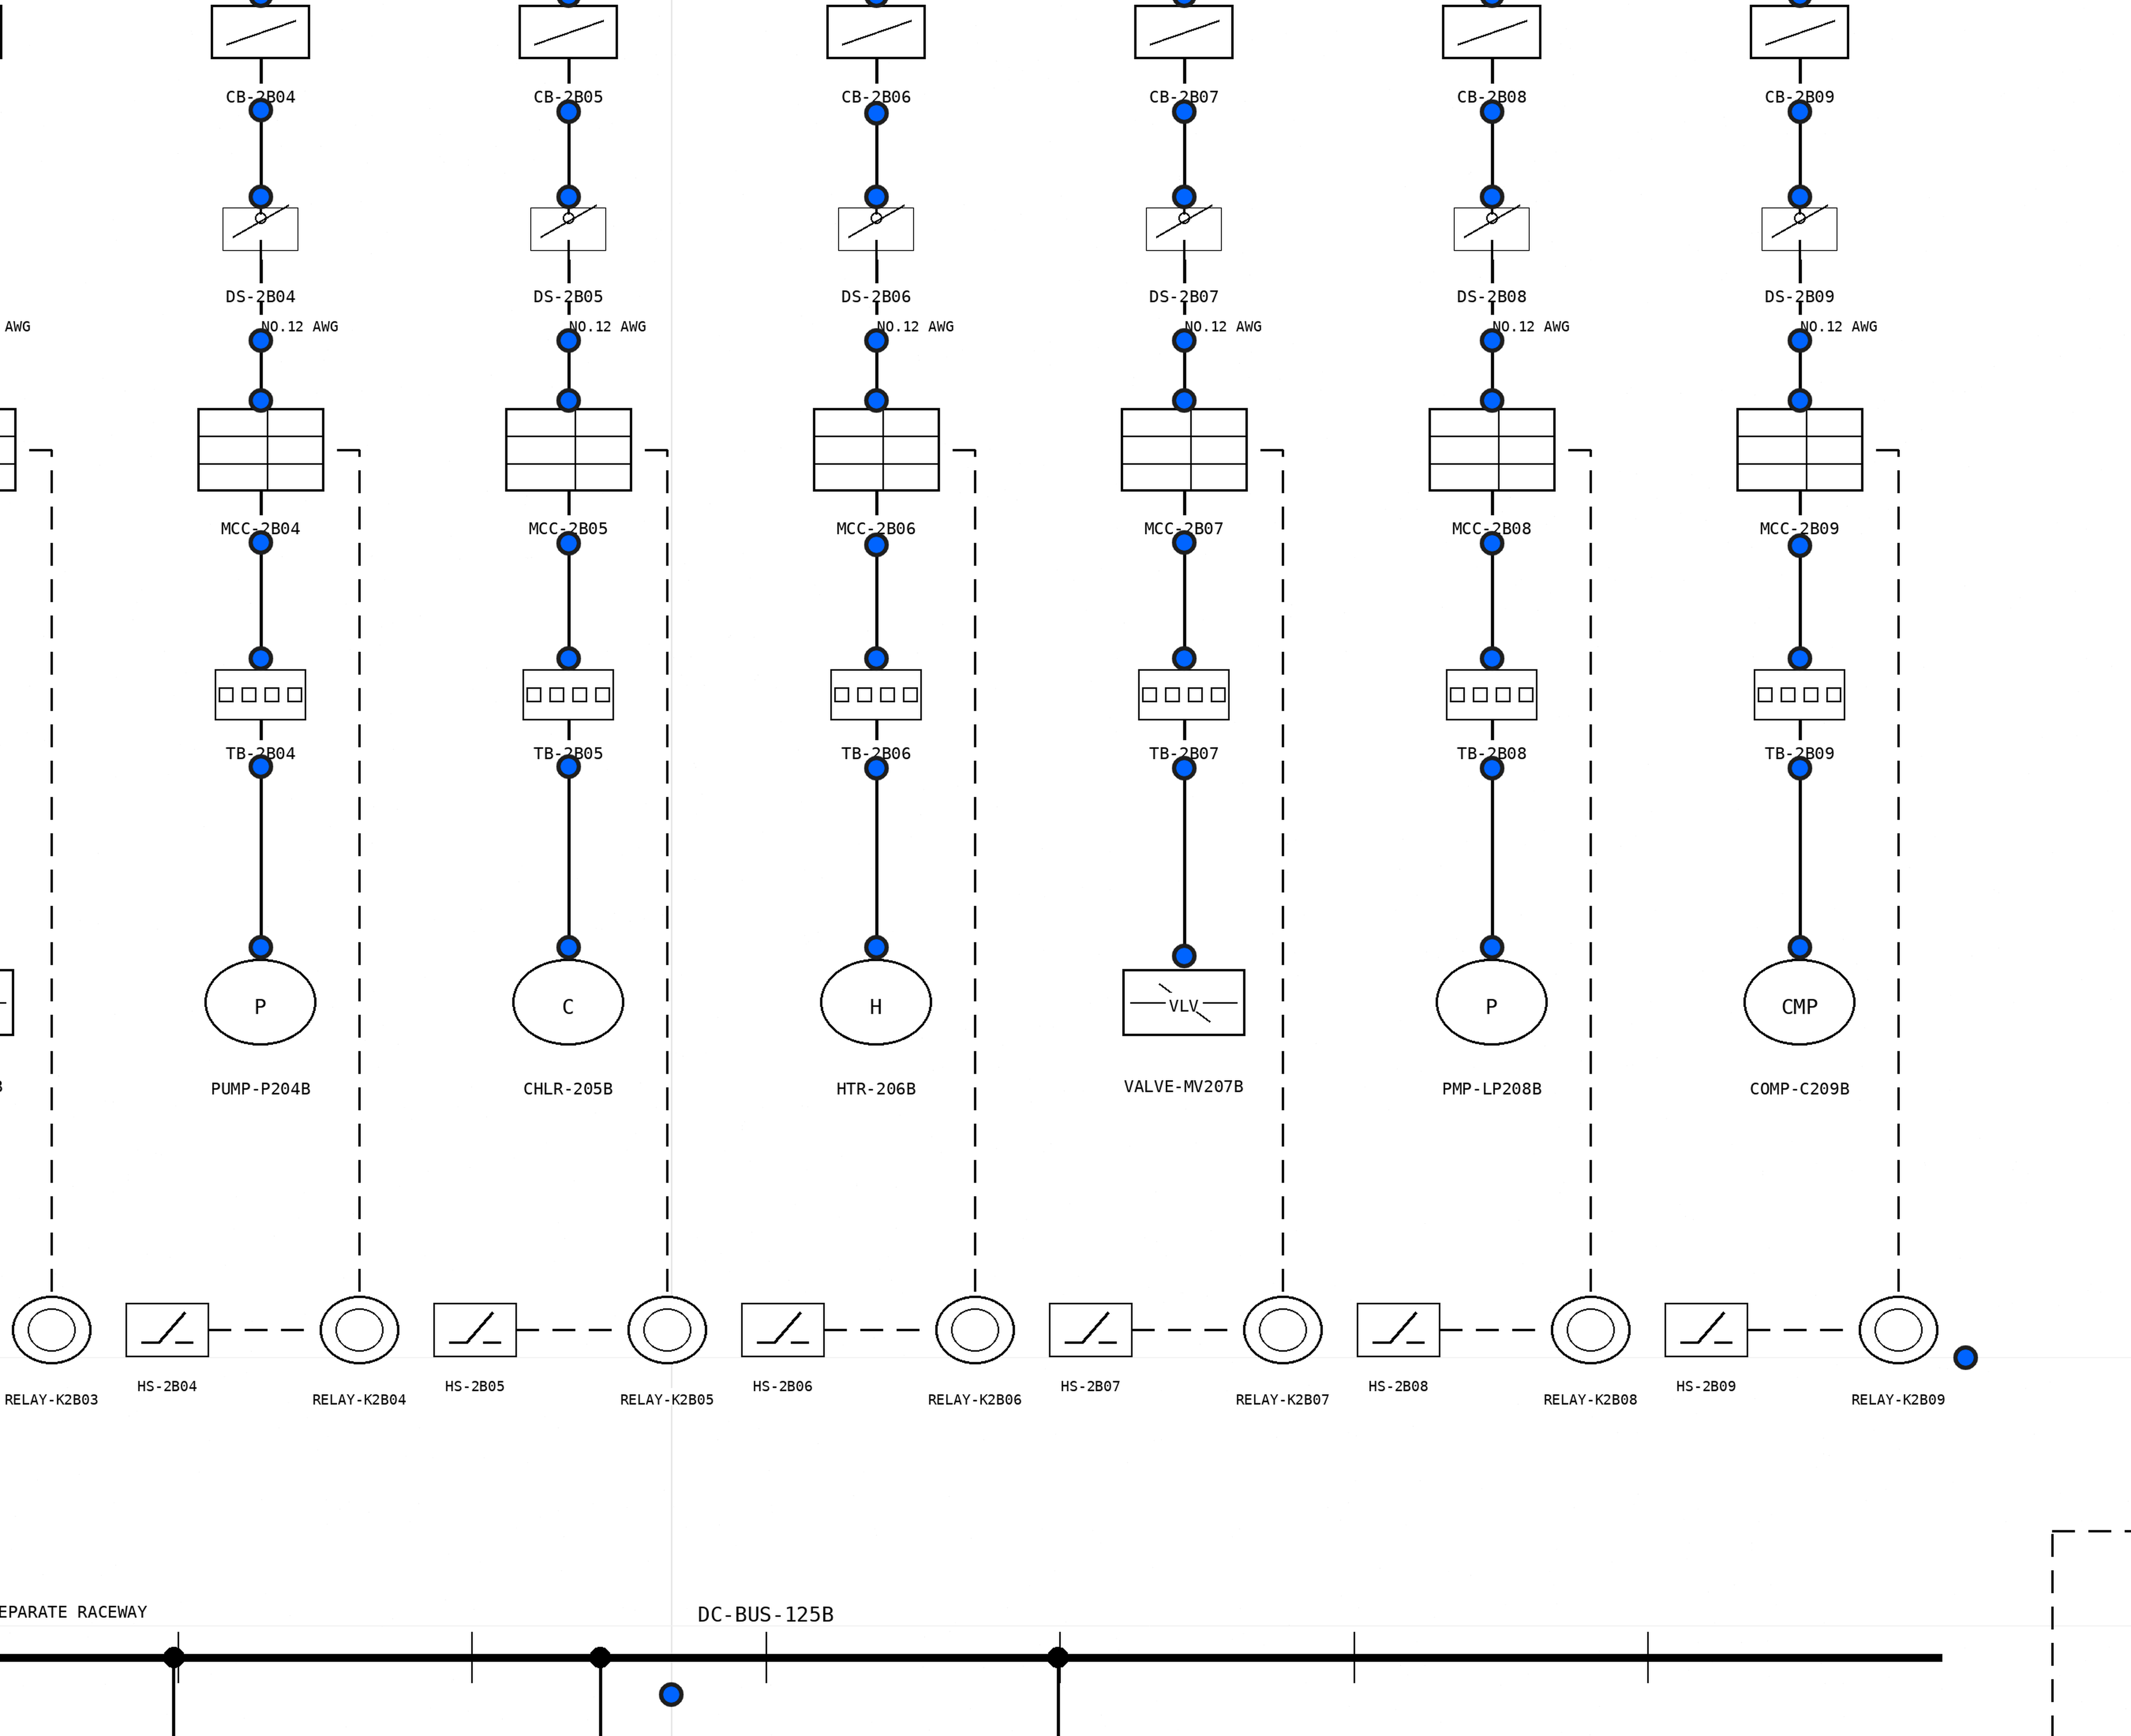 CB-2B04 CB-2B05 CB-2B06 CB-2B07 CB-2B08 CB-2B09
DS-2B04 DS-2B05 DS-2B06 DS-2B07 DS-2B08 DS-2B09
AWG NO.12 AWG NO.12 AWG NO.12 AWG NO.12 AWG NO.12 AWG NO.12 AWG
MCC-2B04 MCC-2B05 MCC-2B06 MCC-2B07 MCC-2B08 MCC-2B09
TB-2B04 TB-2B05 TB-2B06 TB-2B07 TB-2B08 TB-2B09
P C H VLV P CMP
PUMP-P204B CHLR-205B HTR-206B VALVE-MV207B PMP-LP208B COMP-C209B
HS-2B04 HS-2B05 HS-2B06 HS-2B07 HS-2B08 HS-2B09
RELAY-K2B03 RELAY-K2B04 RELAY-K2B05 RELAY-K2B06 RELAY-K2B07 RELAY-K2B08 RELAY-K2B09
EPARATE RACEWAY DC-BUS-125B